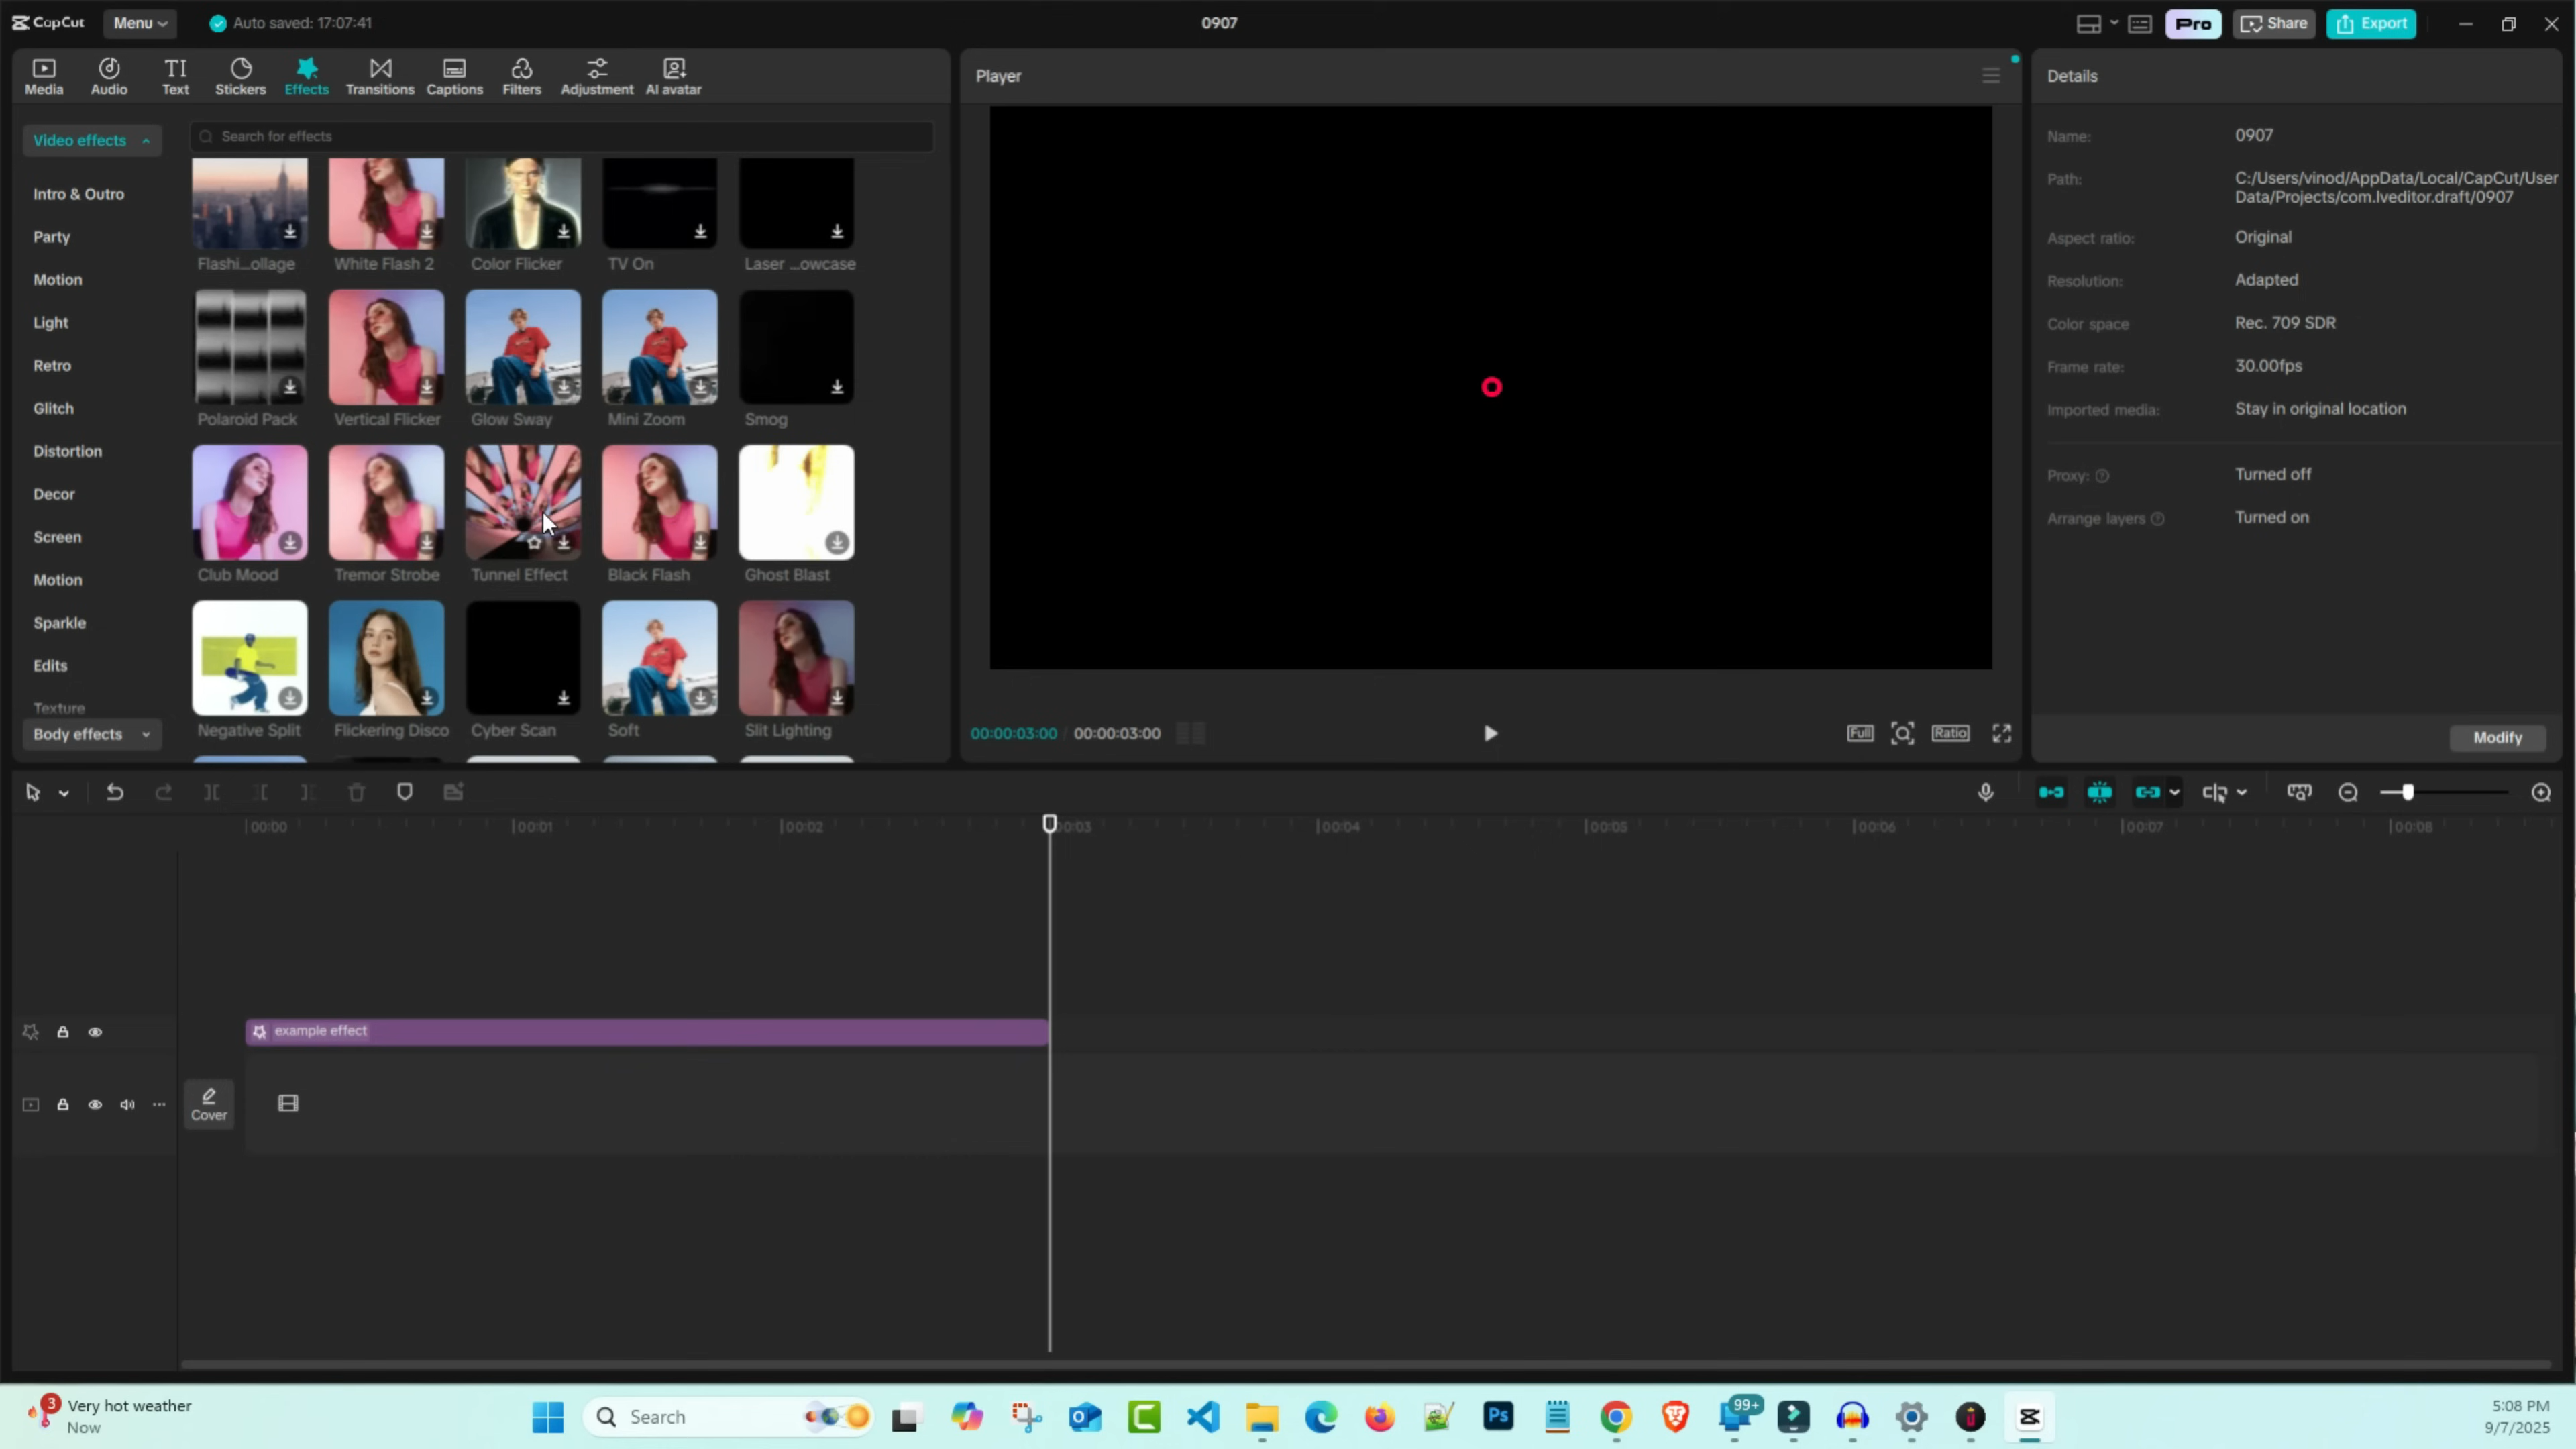 CapCut
Menu
Auto saved: 17:07:41
0907
Pro
Share
Export
Media
Audio
TI
Text
Stickers
Effects
Transitions
Captions
Filters
Adjustment
AI avatar
Video effects
Search for effects
Intro & Outro
Party
Motion
Light
Retro
Glitch
Distortion
Decor
Screen
Motion
Sparkle
Edits
Texture
Body effects
Flashi...ollage
White Flash 2
Color Flicker
TV On
Laser ...owcase
Polaroid Pack
Vertical Flicker
Glow Sway
Mini Zoom
Smog
Club Mood
Tremor Strobe
Tunnel Effect
Black Flash
Ghost Blast
Negative Split
Flickering Disco
Cyber Scan
Soft
Slit Lighting
Player
00:00:03:00 / 00:00:03:00
Full
Ratio
Details
Name:
0907
Path:
C:/Users/vinod/AppData/Local/CapCut/User
Data/Projects/com.lveditor.draft/0907
Aspect ratio:
Original
Resolution:
Adapted
Color space
Rec. 709 SDR
Frame rate:
30.00fps
Imported media:
Stay in original location
Proxy:
Turned off
Arrange layers
Turned on
Modify
00:00
00:01
00:02
00:03
00:04
00:05
00:06
00:07
00:08
example effect
Cover
3
Very hot weather
Now
Search
Ps
99+
5:08 PM
9/7/2025